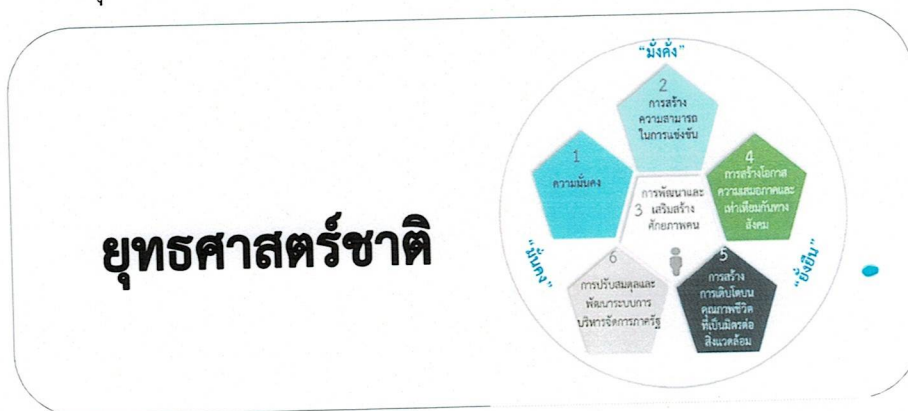 ยุทธศาสตร์ชาติ
“มั่งคั่ง”
2
การสร้าง
ความสามารถ
ในการแข่งขัน
1
ความมั่นคง
4
การสร้างโอกาส
ความเสมอภาคและ
เท่าเทียมกันทาง
สังคม
การพัฒนาและ
3 เสริมสร้าง
ศักยภาพคน
“มั่นคง”
“ยั่งยืน”
6
การปรับสมดุลและ
พัฒนาระบบการ
บริหารจัดการภาครัฐ
5
การสร้าง
การเติบโตบน
คุณภาพชีวิต
ที่เป็นมิตรต่อ
สิ่งแวดล้อม